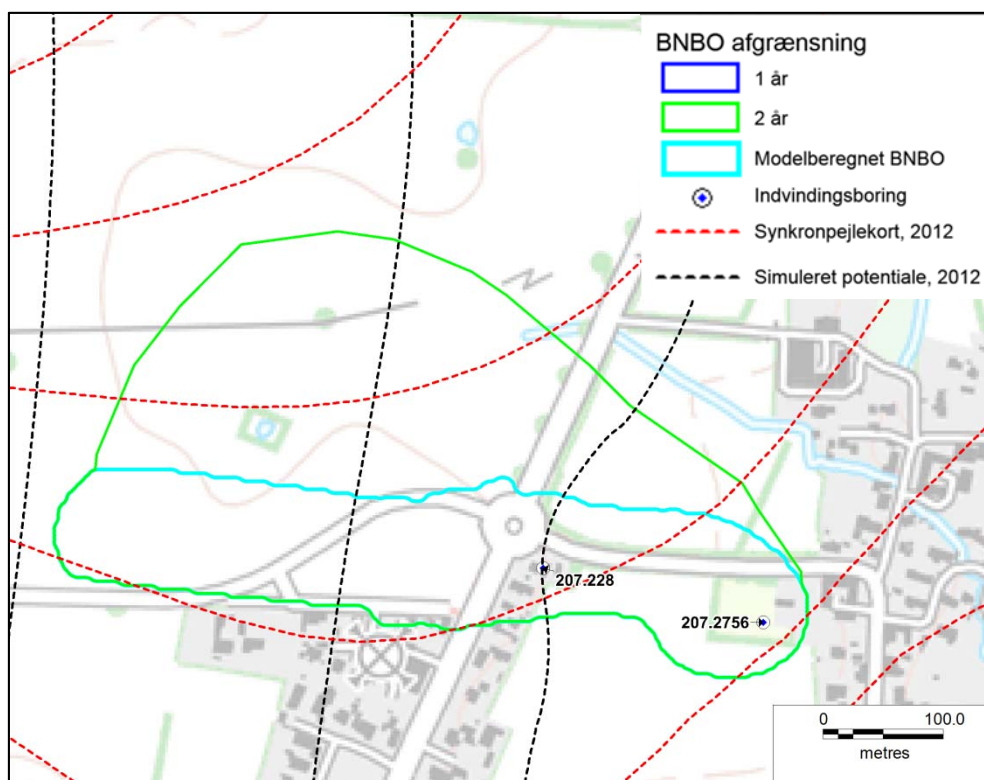 BNBO afgrænsning
1 år
2 år
Modelberegnet BNBO
Indvindingsboring
Synkronpejlekort, 2012
Simuleret potentiale, 2012
207.228
207.2756
0 100.0
metres